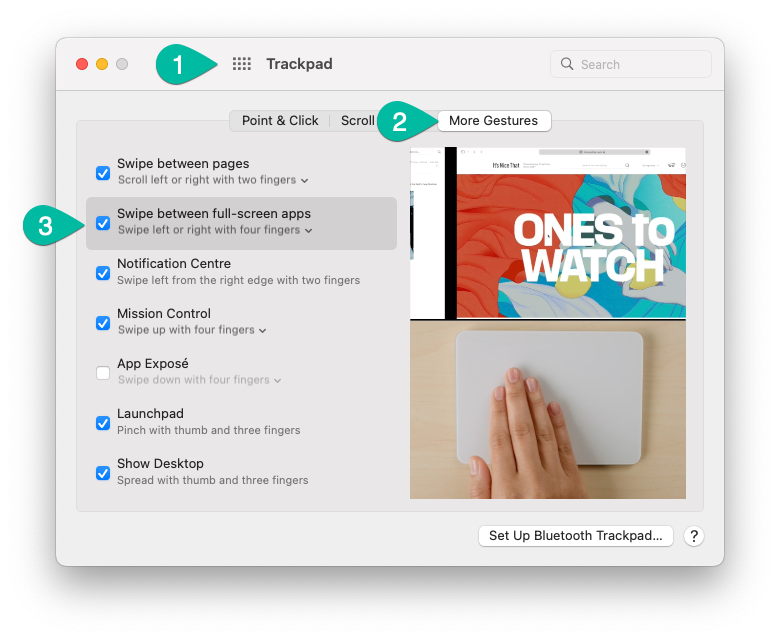 1
Trackpad
Search
Point & Click
Scroll
2
More Gestures
Swipe between pages
Scroll left or right with two fingers
3
Swipe between full-screen apps
Swipe left or right with four fingers
Notification Centre
Swipe left from the right edge with two fingers
Mission Control
Swipe up with four fingers
App Exposé
Swipe down with four fingers
Launchpad
Pinch with thumb and three fingers
Show Desktop
Spread with thumb and three fingers
It's Nice That
ONES to
WATCH
Set Up Bluetooth Trackpad...
?